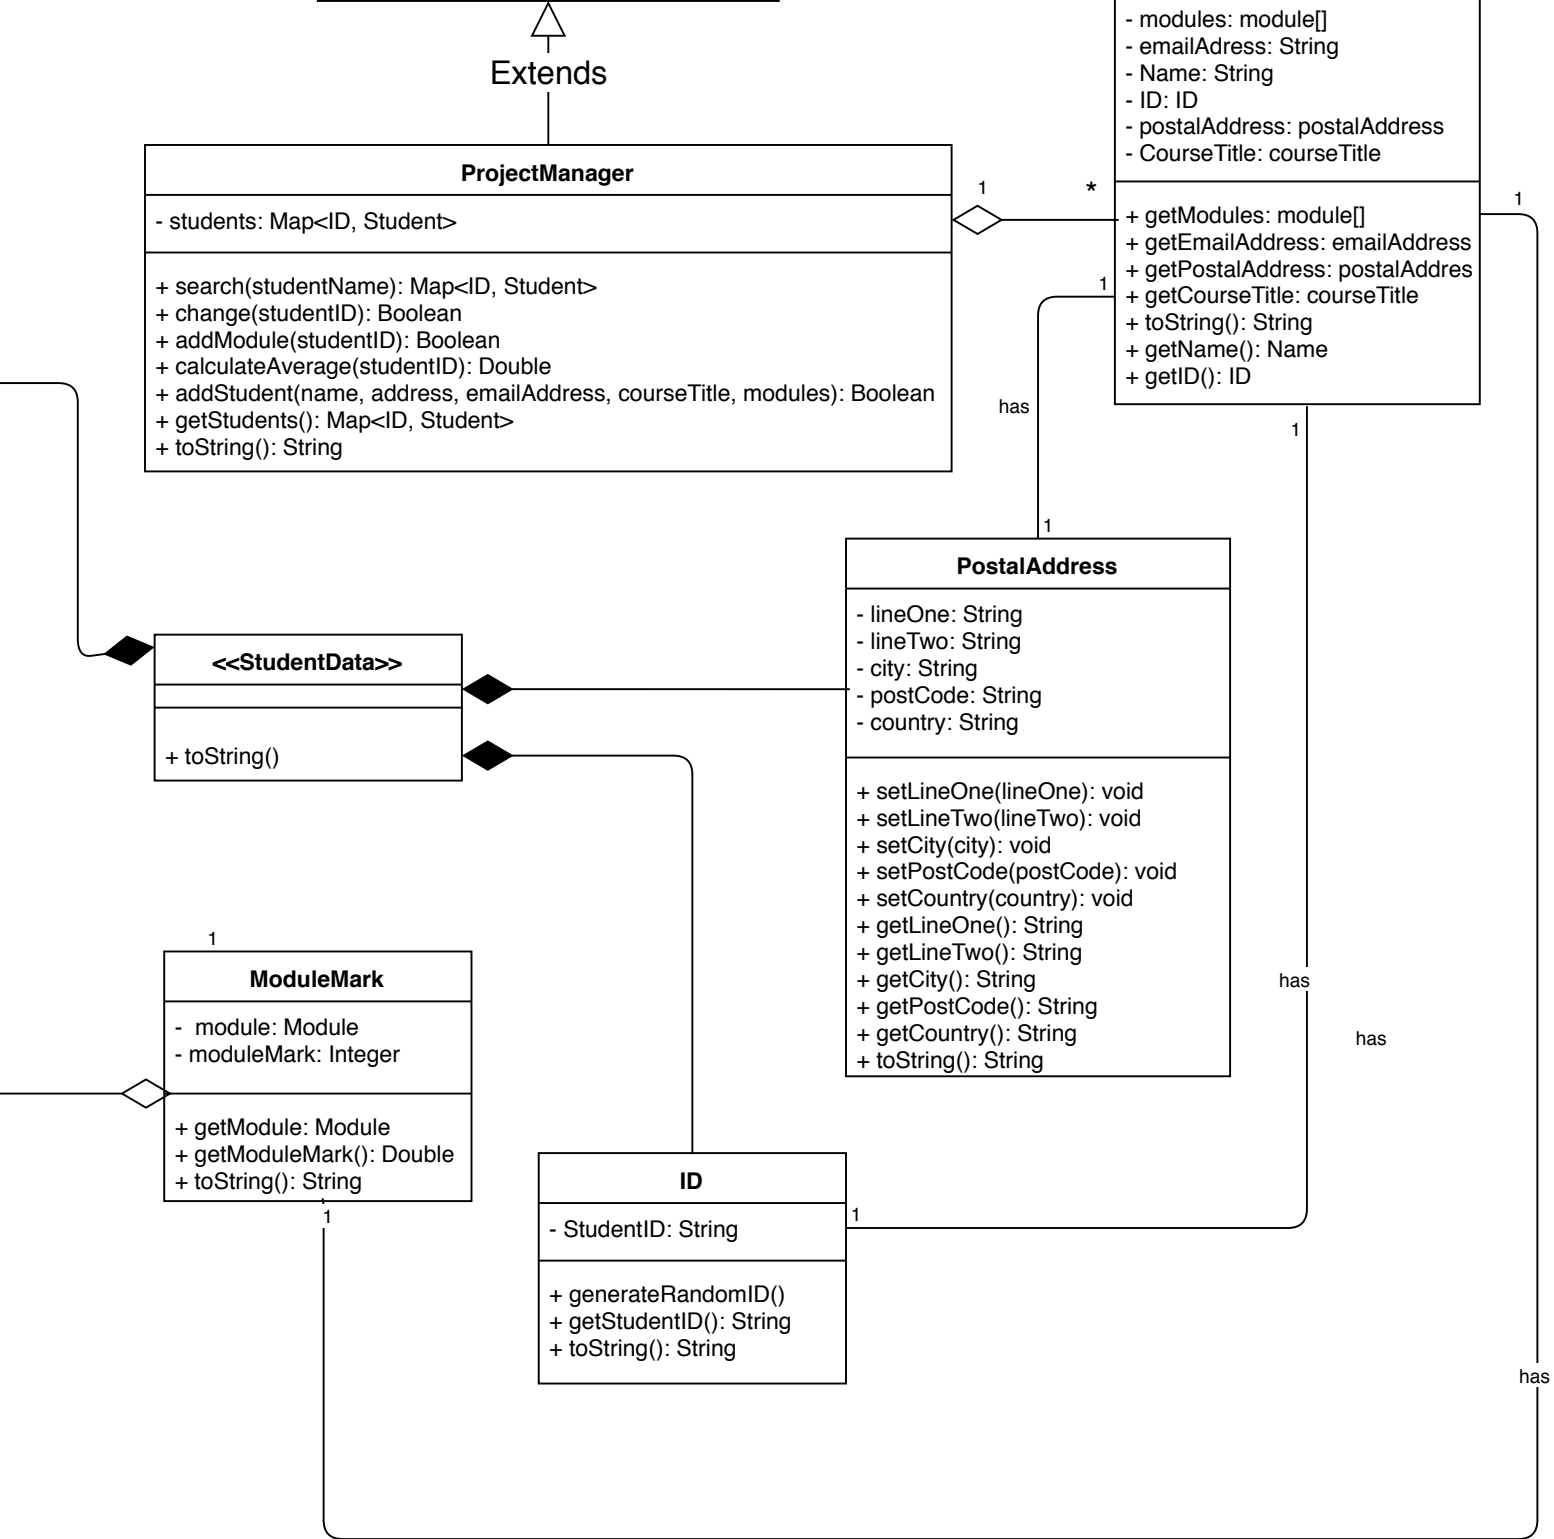 Extends
ProjectManager
- students: Map<ID, Student>
+ search(studentName): Map<ID, Student>
+ change(studentID): Boolean
+ addModule(studentID): Boolean
+ calculateAverage(studentID): Double
+ addStudent(name, address, emailAddress, courseTitle, modules): Boolean
+ getStudents(): Map<ID, Student>
+ toString(): String
1
*
- modules: module[]
- emailAdress: String
- Name: String
- ID: ID
- postalAddress: postalAddress
- CourseTitle: courseTitle
+ getModules: module[]
+ getEmailAddress: emailAddress
+ getPostalAddress: postalAddres
+ getCourseTitle: courseTitle
+ toString(): String
+ getName(): Name
+ getID(): ID
1
1
has
1
1
PostalAddress
- lineOne: String
- lineTwo: String
- city: String
- postCode: String
- country: String
+ setLineOne(lineOne): void
+ setLineTwo(lineTwo): void
+ setCity(city): void
+ setPostCode(postCode): void
+ setCountry(country): void
+ getLineOne(): String
+ getLineTwo(): String
+ getCity(): String
+ getPostCode(): String
+ getCountry(): String
+ toString(): String
<<StudentData>>
+ toString()
has
has
1
ModuleMark
- module: Module
- moduleMark: Integer
+ getModule: Module
+ getModuleMark(): Double
+ toString(): String
1
ID
- StudentID: String
+ generateRandomID()
+ getStudentID(): String
+ toString(): String
1
has